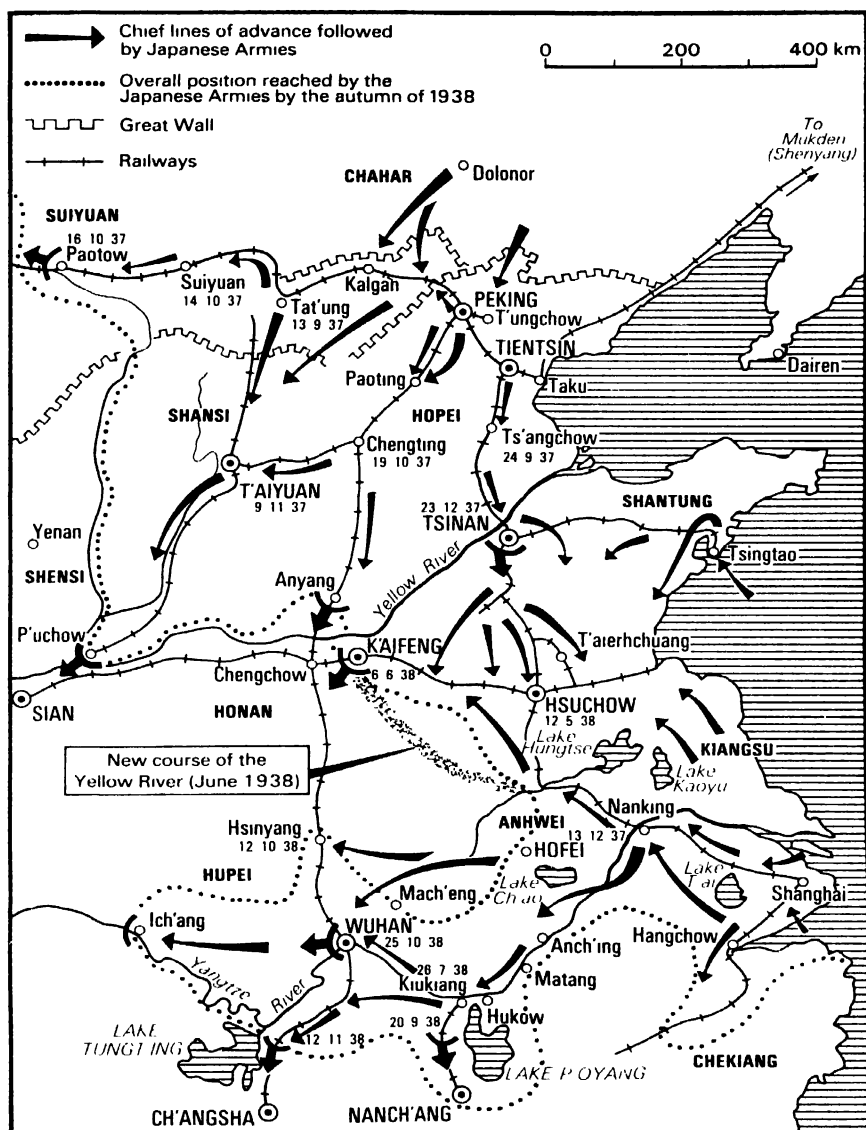 Chief lines of advance followed
by Japanese Armies
0 200 400 km
Overall position reached by the
Japanese Armies by the autumn of 1938
Great Wall
Railways
To
Mukden
(Shenyang)
CHAHAR
Dolonor
SUIYUAN
16 10 37
Paotow
Suiyuan
14 10 37
Kalgan
Tat'ung
13 9 37
PEKING
T'ungchow
TIENTSIN
Taku
Dairen
Paoting
SHANSI
HOPEI
Chengting
19 10 37
Ts'angchow
24 9 37
T'AIYUAN
9 11 37
23 12 37
TSINAN
SHANTUNG
Tsingtao
Yenan
SHENSI
Anyang
Yellow River
P'uchow
KAIFENG
6 6 38
T'aierhchuang
Chengchow
SIAN
HONAN
HSUCHOW
12 5 38
Lake
Hungtse
KIANGSU
Lake
Kaoyu
New course of the
Yellow River (June 1938)
Nanking
13 12 37
ANHWEI
Hsinyang
12 10 38
HOFEI
HUPEI
Lake
Ch'ao
Lake
T'ai
Shanghai
Mach'eng
Ich'ang
WUHAN
25 10 38
Anch'ing
Hangchow
Yangtze
River
26 7 38
Kiukiang
Matang
Hukow
20 9 38
LAKE
TUNGTING
12 11 38
LAKE POYANG
CHEKIANG
CH'ANGSHA
NANCH'ANG